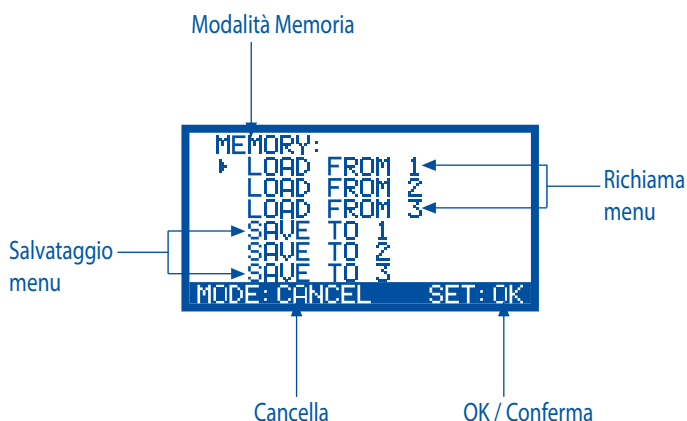 Modalità Memoria
MEMORY:
LOAD FROM 1
LOAD FROM 2
LOAD FROM 3
SAVE TO 1
SAVE TO 2
SAVE TO 3
MODE:CANCEL SET:OK
Richiama
menu
Salvataggio
menu
Cancella
OK / Conferma